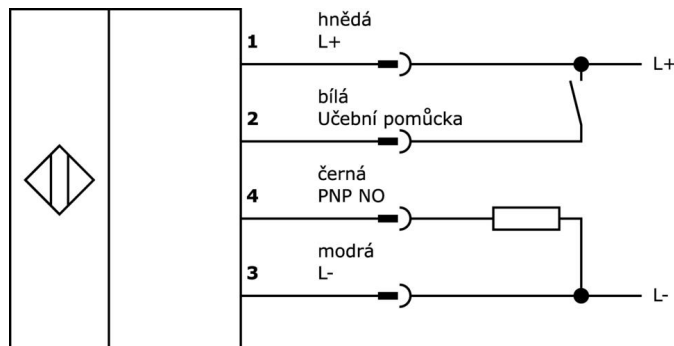 hnědá
1 L+ L+
bílá
2 Učební pomůcka
černá
4 PNP NO
modrá
3 L- L-